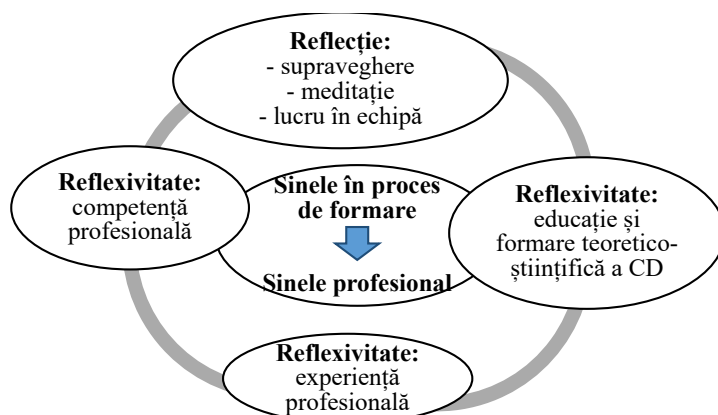 Reflecție:
- supraveghere
- meditație
- lucru în echipă
Reflexivitate:
competență
profesională
Sinele în proces
de formare
Sinele profesional
Reflexivitate:
educație și
formare teoretico-
științifică a CD
Reflexivitate:
experiență
profesională